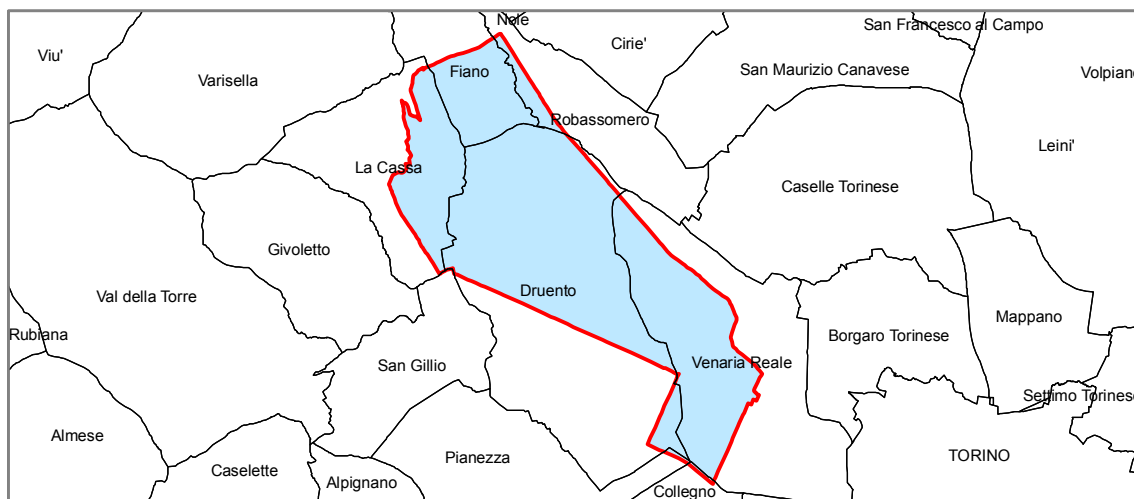 Nole
San Francesco al Campo
Cirie'
Viu'
Varisella
Fiano
San Maurizio Canavese
Volpiano
Robassomero
Leini'
La Cassa
Caselle Torinese
Givoletto
Val della Torre
Druento
Mappano
Rubiana
Borgaro Torinese
San Gillio
Venaria Reale
Settimo Torinese
Almese
Pianezza
TORINO
Caselette
Alpignano
Collegno